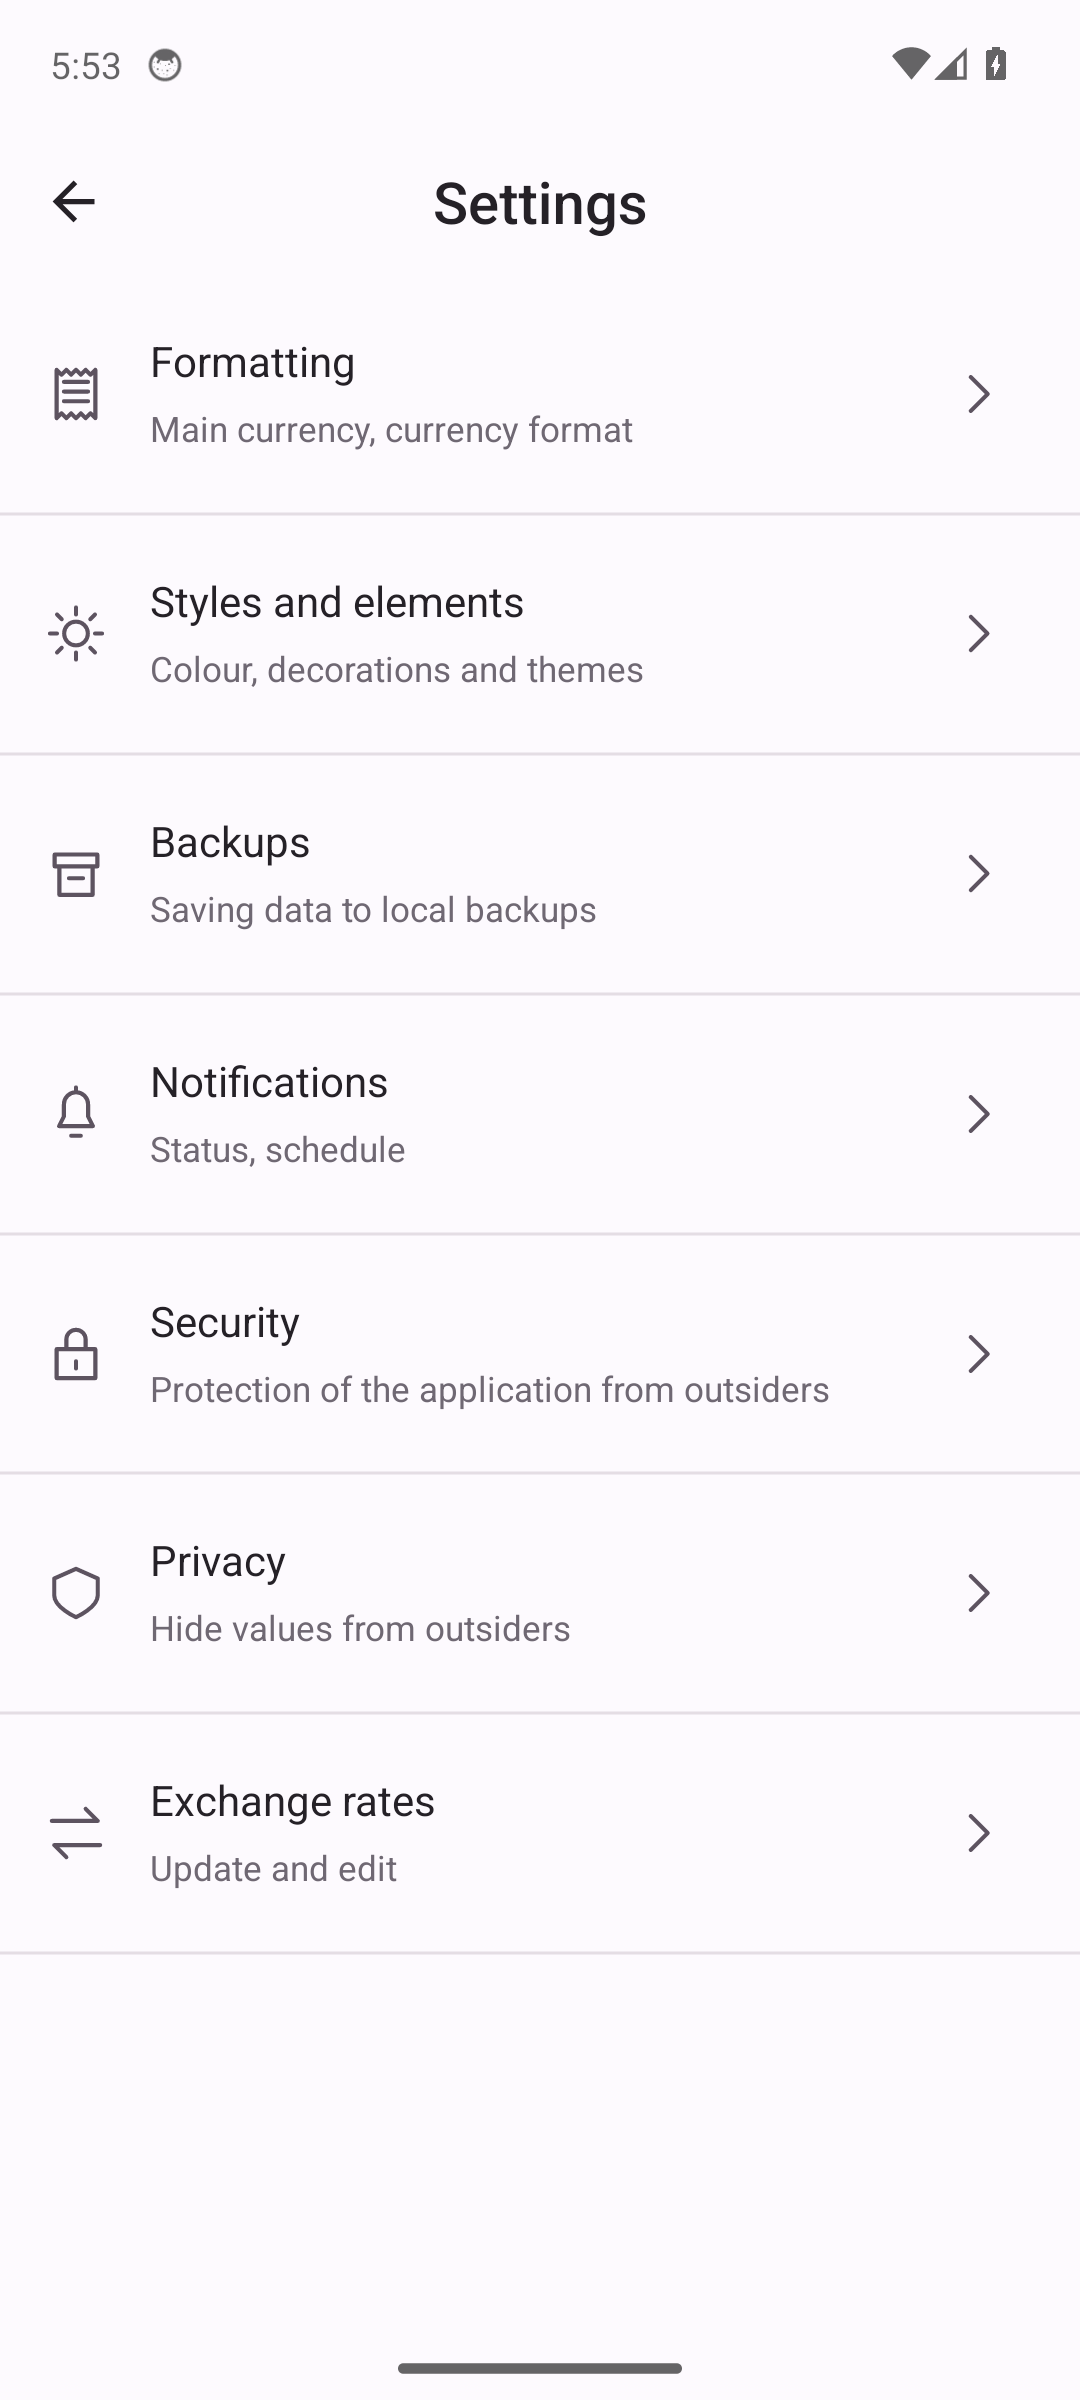 5:53
Settings
Formatting
Main currency, currency format
Styles and elements
Colour, decorations and themes
Backups
Saving data to local backups
Notifications
Status, schedule
Security
Protection of the application from outsiders
Privacy
Hide values from outsiders
Exchange rates
Update and edit